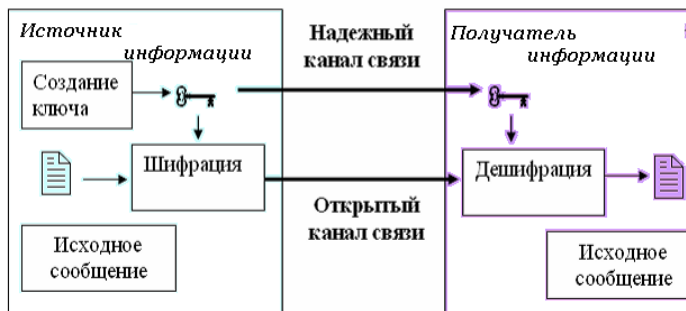 Источник
информации
Создание
ключа
Шифрация
Исходное
сообщение
Надежный
канал связи
Открытый
канал связи
Получатель
информации
Дешифрация
Исходное
сообщение